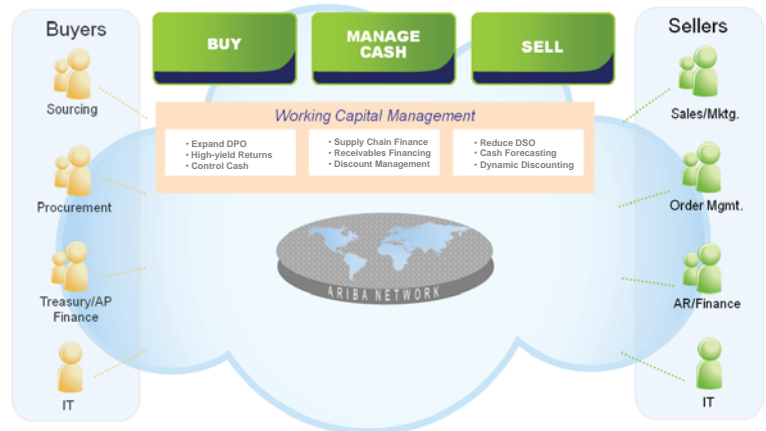 Buyers
Sourcing
Procurement
Treasury/AP
Finance
IT
BUY
MANAGE
CASH
SELL
Working Capital Management
• Expand DPO
• High-yield Returns
• Control Cash
• Supply Chain Finance
• Receivables Financing
• Discount Management
• Reduce DSO
• Cash Forecasting
• Dynamic Discounting
ARIBA NETWORK
Sellers
Sales/Mktg.
Order Mgmt.
AR/Finance
IT